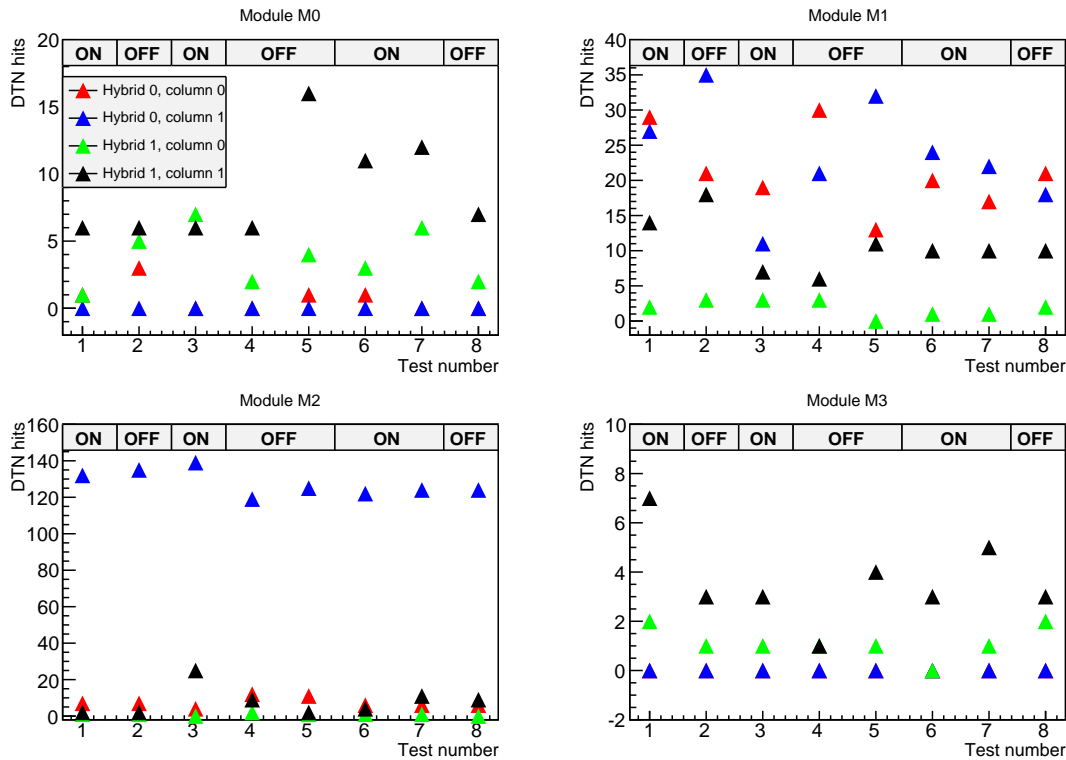 Module M0
DTN hits
20
15
10
5
0
ON OFF ON OFF ON OFF
Hybrid 0, column 0
Hybrid 0, column 1
Hybrid 1, column 0
Hybrid 1, column 1
1 2 3 4 5 6 7 8
Test number
Module M1
DTN hits
40
35
30
25
20
15
10
5
0
ON OFF ON OFF ON OFF
1 2 3 4 5 6 7 8
Test number
Module M2
DTN hits
160
140
120
100
80
60
40
20
0
ON OFF ON OFF ON OFF
1 2 3 4 5 6 7 8
Test number
Module M3
DTN hits
10
8
6
4
2
0
-2
ON OFF ON OFF ON OFF
1 2 3 4 5 6 7 8
Test number